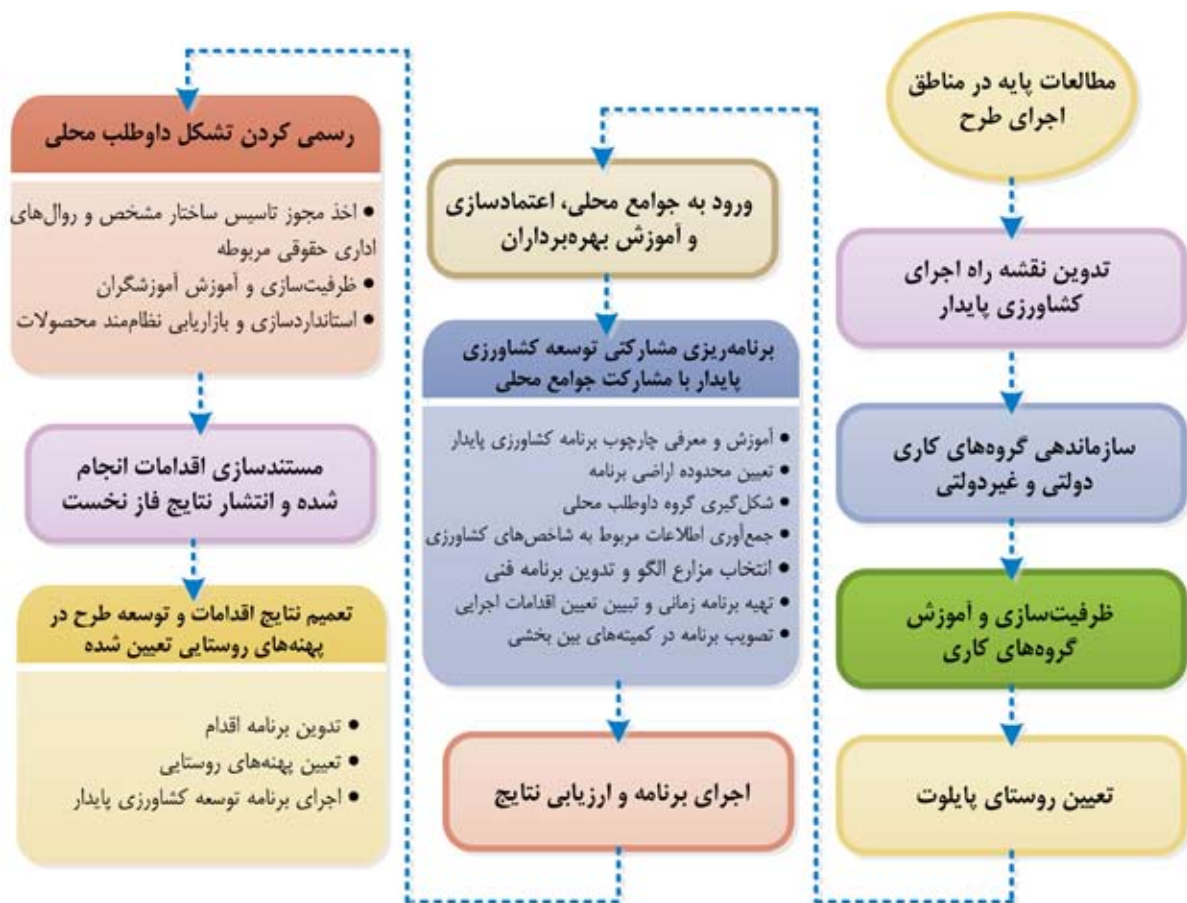 مطالعات پایه در مناطق
اجرای طرح
تدوین نقشه راه اجرای
کشاورزی پایدار
سازماندهی گروه‌های کاری
دولتی و غیردولتی
ظرفیت‌سازی و آموزش
گروه‌های کاری
تعیین روستای پایلوت
ورود به جوامع محلی، اعتمادسازی
و آموزش بهره‌برداران
برنامه‌ریزی مشارکتی توسعه کشاورزی
پایدار با مشارکت جوامع محلی
• آموزش و معرفی چارچوب برنامه کشاورزی پایدار
• تعیین محدوده اراضی برنامه
• شکل‌گیری گروه داوطلب محلی
• جمع‌آوری اطلاعات مربوط به شاخص‌های کشاورزی
• انتخاب مزارع الگو و تدوین برنامه فنی
• تهیه برنامه زمانی و تبیین تعیین اقدامات اجرایی
• تصویب برنامه در کمیته‌های بین بخشی
اجرای برنامه و ارزیابی نتایج
رسمی کردن تشکل داوطلب محلی
• اخذ مجوز تاسیس ساختار مشخص و روال‌های
اداری حقوقی مربوطه
• ظرفیت‌سازی و آموزش آموزشگران
• استانداردسازی و بازاریابی نظام‌مند محصولات
مستندسازی اقدامات انجام
شده و انتشار نتایج فاز نخست
تعمیم نتایج اقدامات و توسعه طرح در
پهنه‌های روستایی تعیین شده
• تدوین برنامه اقدام
• تعیین پهنه‌های روستایی
• اجرای برنامه توسعه کشاورزی پایدار